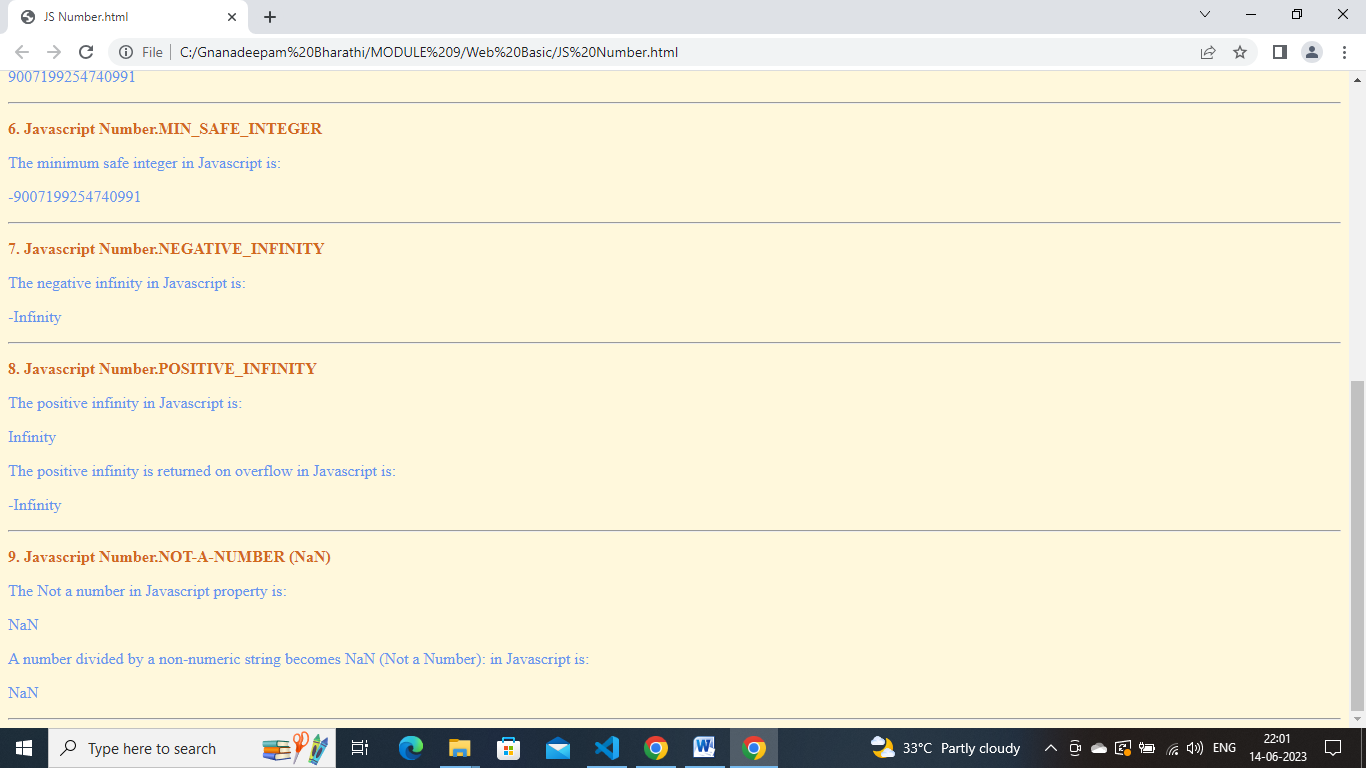 JS Number.html
File
C:/Gnanadeepam%20Bharathi/MODULE%209/Web%20Basic/JS%20Number.html
9007199254740991
6. Javascript Number.MIN_SAFE_INTEGER
The minimum safe integer in Javascript is:
-9007199254740991
7. Javascript Number.NEGATIVE_INFINITY
The negative infinity in Javascript is:
-Infinity
8. Javascript Number.POSITIVE_INFINITY
The positive infinity in Javascript is:
Infinity
The positive infinity is returned on overflow in Javascript is:
-Infinity
9. Javascript Number.NOT-A-NUMBER (NaN)
The Not a number in Javascript property is:
NaN
A number divided by a non-numeric string becomes NaN (Not a Number): in Javascript is:
NaN
Type here to search
33°C Partly cloudy
ENG
22:01
14-06-2023